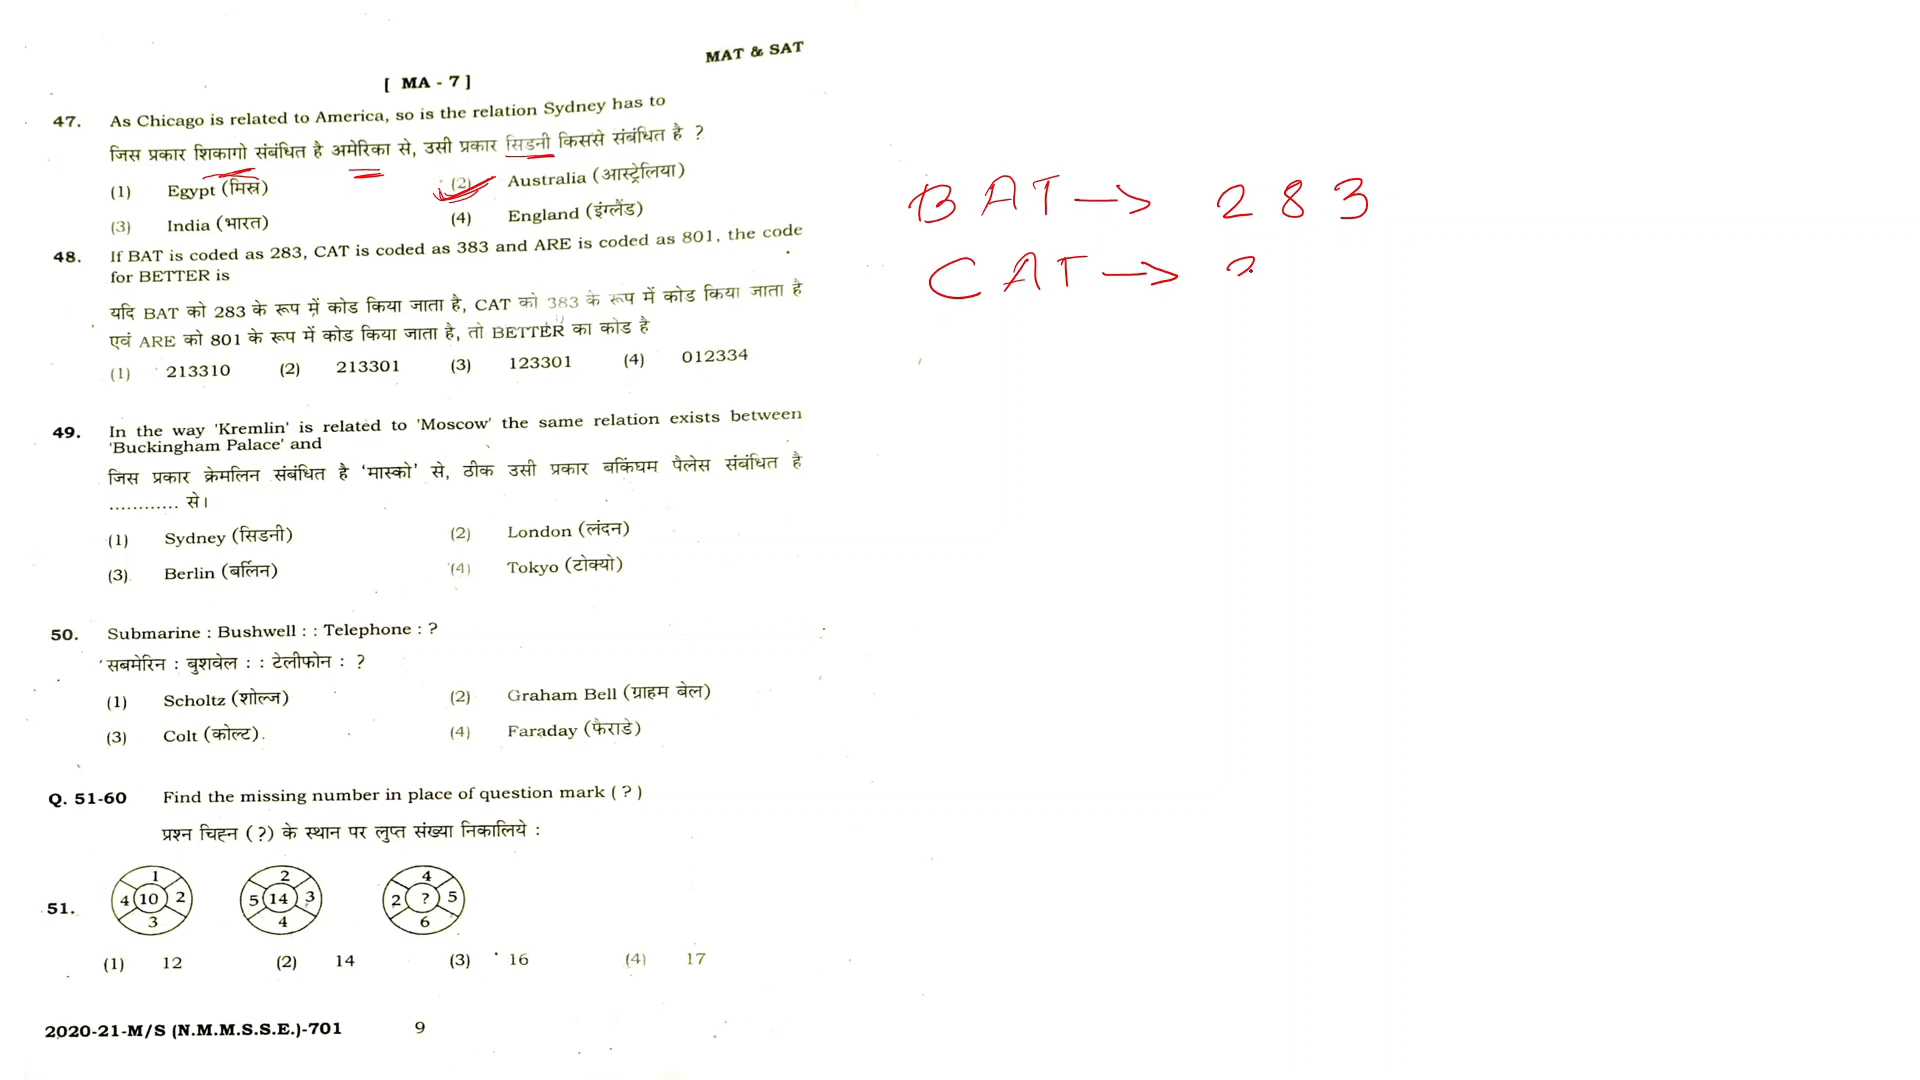 MAT & SAT
[ MA - 7 ]
47. As Chicago is related to America, so is the relation Sydney has to
जिस प्रकार शिकागो संबंधित है अमेरिका से, उसी प्रकार सिडनी किससे संबंधित है ?
(1) Egypt (मिस्र) (2) Australia (आस्ट्रेलिया)
(3) India (भारत) (4) England (इंग्लैंड)
48. If BAT is coded as 283, CAT is coded as 383 and ARE is coded as 801, the code
for BETTER is
यदि BAT को 283 के रूप में कोड किया जाता है, CAT को 383 के रूप में कोड किया जाता है
एवं ARE को 801 के रूप में कोड किया जाता है, तो BETTER का कोड है
(1) 213310 (2) 213301 (3) 123301 (4) 012334
49. In the way 'Kremlin' is related to 'Moscow' the same relation exists between
'Buckingham Palace' and
जिस प्रकार क्रेमलिन संबंधित है 'मास्को' से, ठीक उसी प्रकार बकिंघम पैलेस संबंधित है
............ से।
(1) Sydney (सिडनी) (2) London (लंदन)
(3) Berlin (बर्लिन) (4) Tokyo (टोक्यो)
50. Submarine : Bushwell : : Telephone : ?
सबमेरिन : बुशवेल : : टेलीफोन : ?
(1) Scholtz (शोल्ज) (2) Graham Bell (ग्राहम बेल)
(3) Colt (कोल्ट). (4) Faraday (फैराडे)
Q. 51-60 Find the missing number in place of question mark ( ? )
प्रश्न चिह्न (?) के स्थान पर लुप्त संख्या निकालिये :
51.
1
4 10 2
3
2
5 14 3
4
4
2 ? 5
6
(1) 12 (2) 14 (3) 16 (4) 17
2020-21-M/S (N.M.M.S.S.E.)-701 9
BAT → 283
CAT →